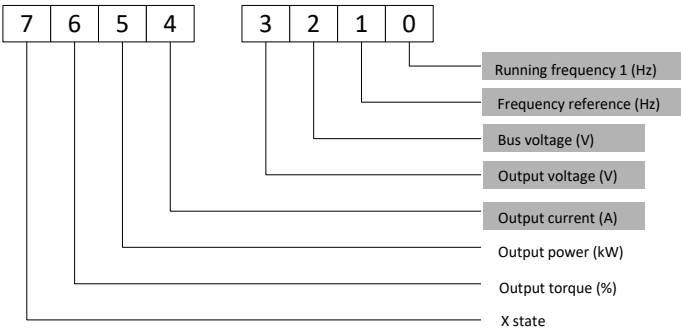 7 6 5 4 3 2 1 0
Running frequency 1 (Hz)
Frequency reference (Hz)
Bus voltage (V)
Output voltage (V)
Output current (A)
Output power (kW)
Output torque (%)
X state